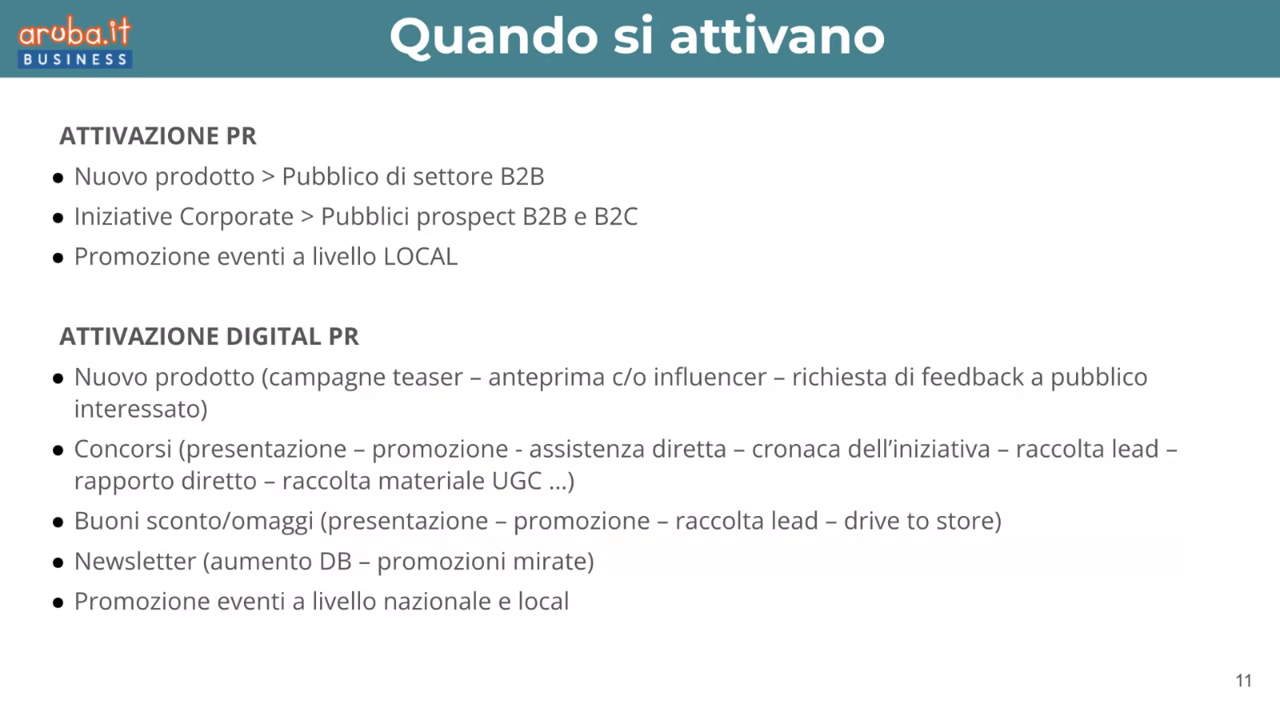 aruba.it
BUSINESS
Quando si attivano
ATTIVAZIONE PR
● Nuovo prodotto > Pubblico di settore B2B
● Iniziative Corporate > Pubblici prospect B2B e B2C
● Promozione eventi a livello LOCAL
ATTIVAZIONE DIGITAL PR
● Nuovo prodotto (campagne teaser – anteprima c/o influencer – richiesta di feedback a pubblico
interessato)
● Concorsi (presentazione – promozione - assistenza diretta – cronaca dell’iniziativa – raccolta lead –
rapporto diretto – raccolta materiale UGC ...)
● Buoni sconto/omaggi (presentazione – promozione – raccolta lead – drive to store)
● Newsletter (aumento DB – promozioni mirate)
● Promozione eventi a livello nazionale e local
11